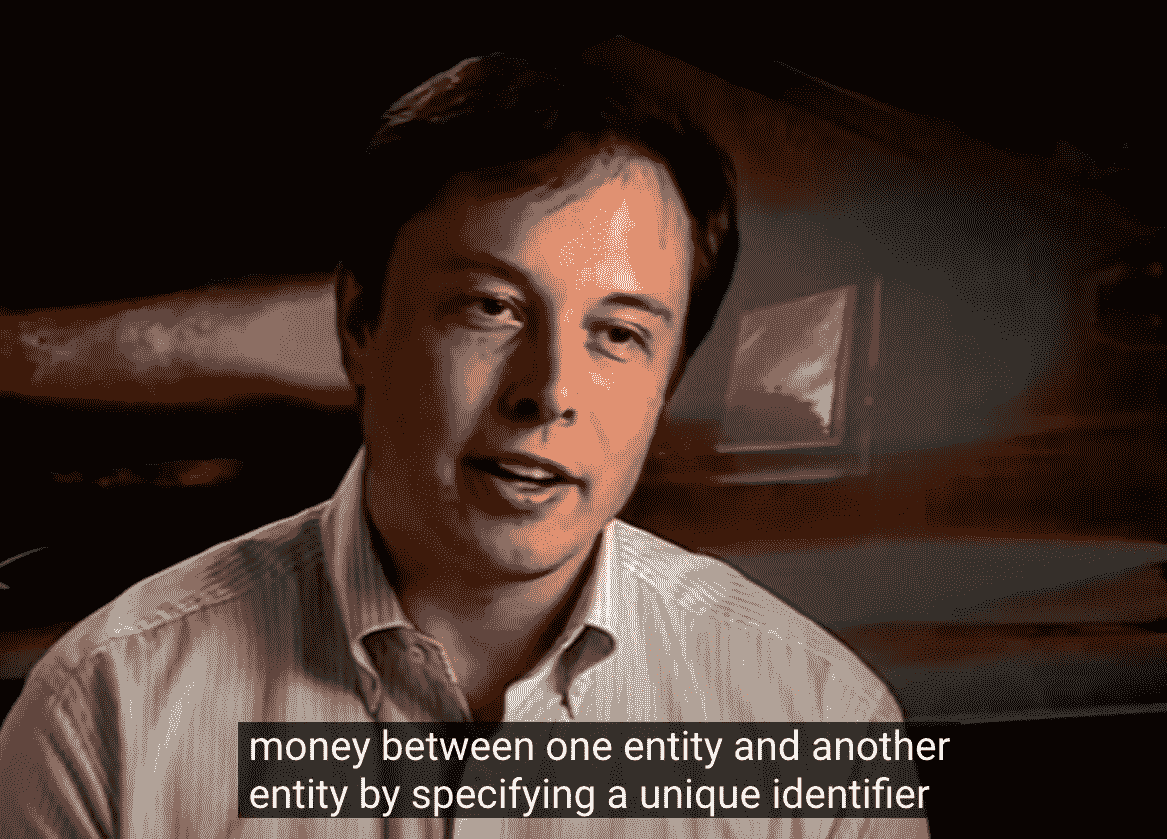 money between one entity and another
entity by specifying a unique identifier